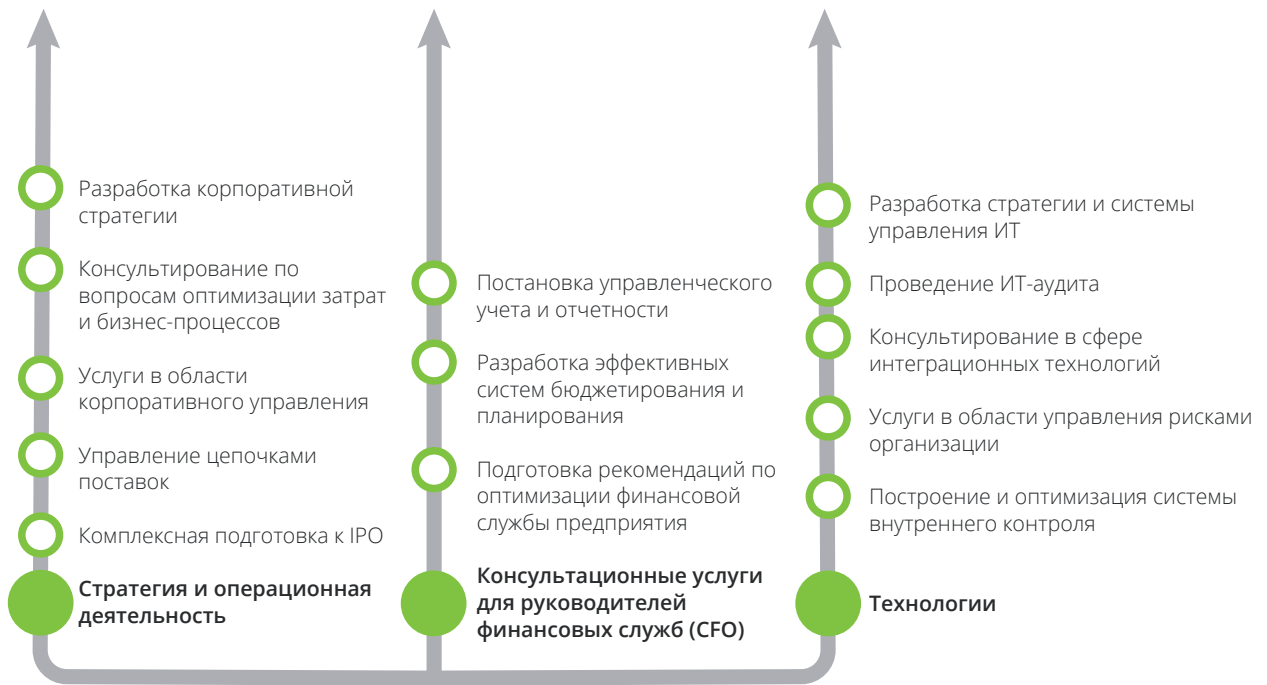 Разработка корпоративной
стратегии
Консультирование по
вопросам оптимизации затрат
и бизнес-процессов
Услуги в области
корпоративного управления
Управление цепочками
поставок
Комплексная подготовка к IPO
Стратегия и операционная
деятельность
Постановка управленческого
учета и отчетности
Разработка эффективных
систем бюджетирования и
планирования
Подготовка рекомендаций по
оптимизации финансовой
службы предприятия
Консультационные услуги
для руководителей
финансовых служб (CFO)
Разработка стратегии и системы
управления ИТ
Проведение ИТ-аудита
Консультирование в сфере
интеграционных технологий
Услуги в области управления рисками
организации
Построение и оптимизация системы
внутреннего контроля
Технологии